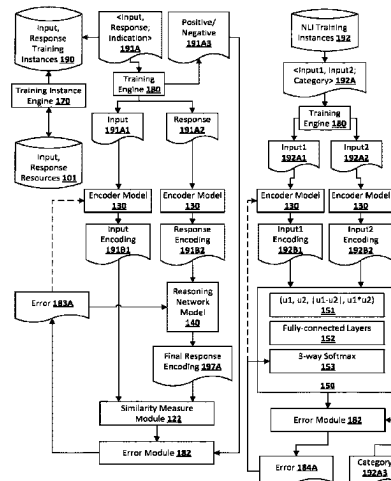 Input,
Response
Training
Instances 190
Training Instance
Engine 170
Input,
Response
Resources 101
<Input,
Response;
Indication>
191A
Positive/
Negative
191A3
Training
Engine 180
Input
191A1
Response
191A2
Encoder Model
130
Encoder Model
130
Input
Encoding
191B1
Response
Encoding
191B2
Error 183A
Reasoning
Network
Model
140
Final Response
Encoding 197A
Similarity Measure
Module 122
Error Module 182
NLI Training
Instances 192
<Input1, Input2;
Category> 192A
Training
Engine 180
Input1
192A1
Input2
192A2
Encoder Model
130
Encoder Model
130
Input1
Encoding
192B1
Input2
Encoding
192B2
(u1, u2, |u1-u2|, u1*u2)
151
Fully-connected Layers
152
3-way Softmax
153
150
Error Module 182
Error 184A
Category
192A3